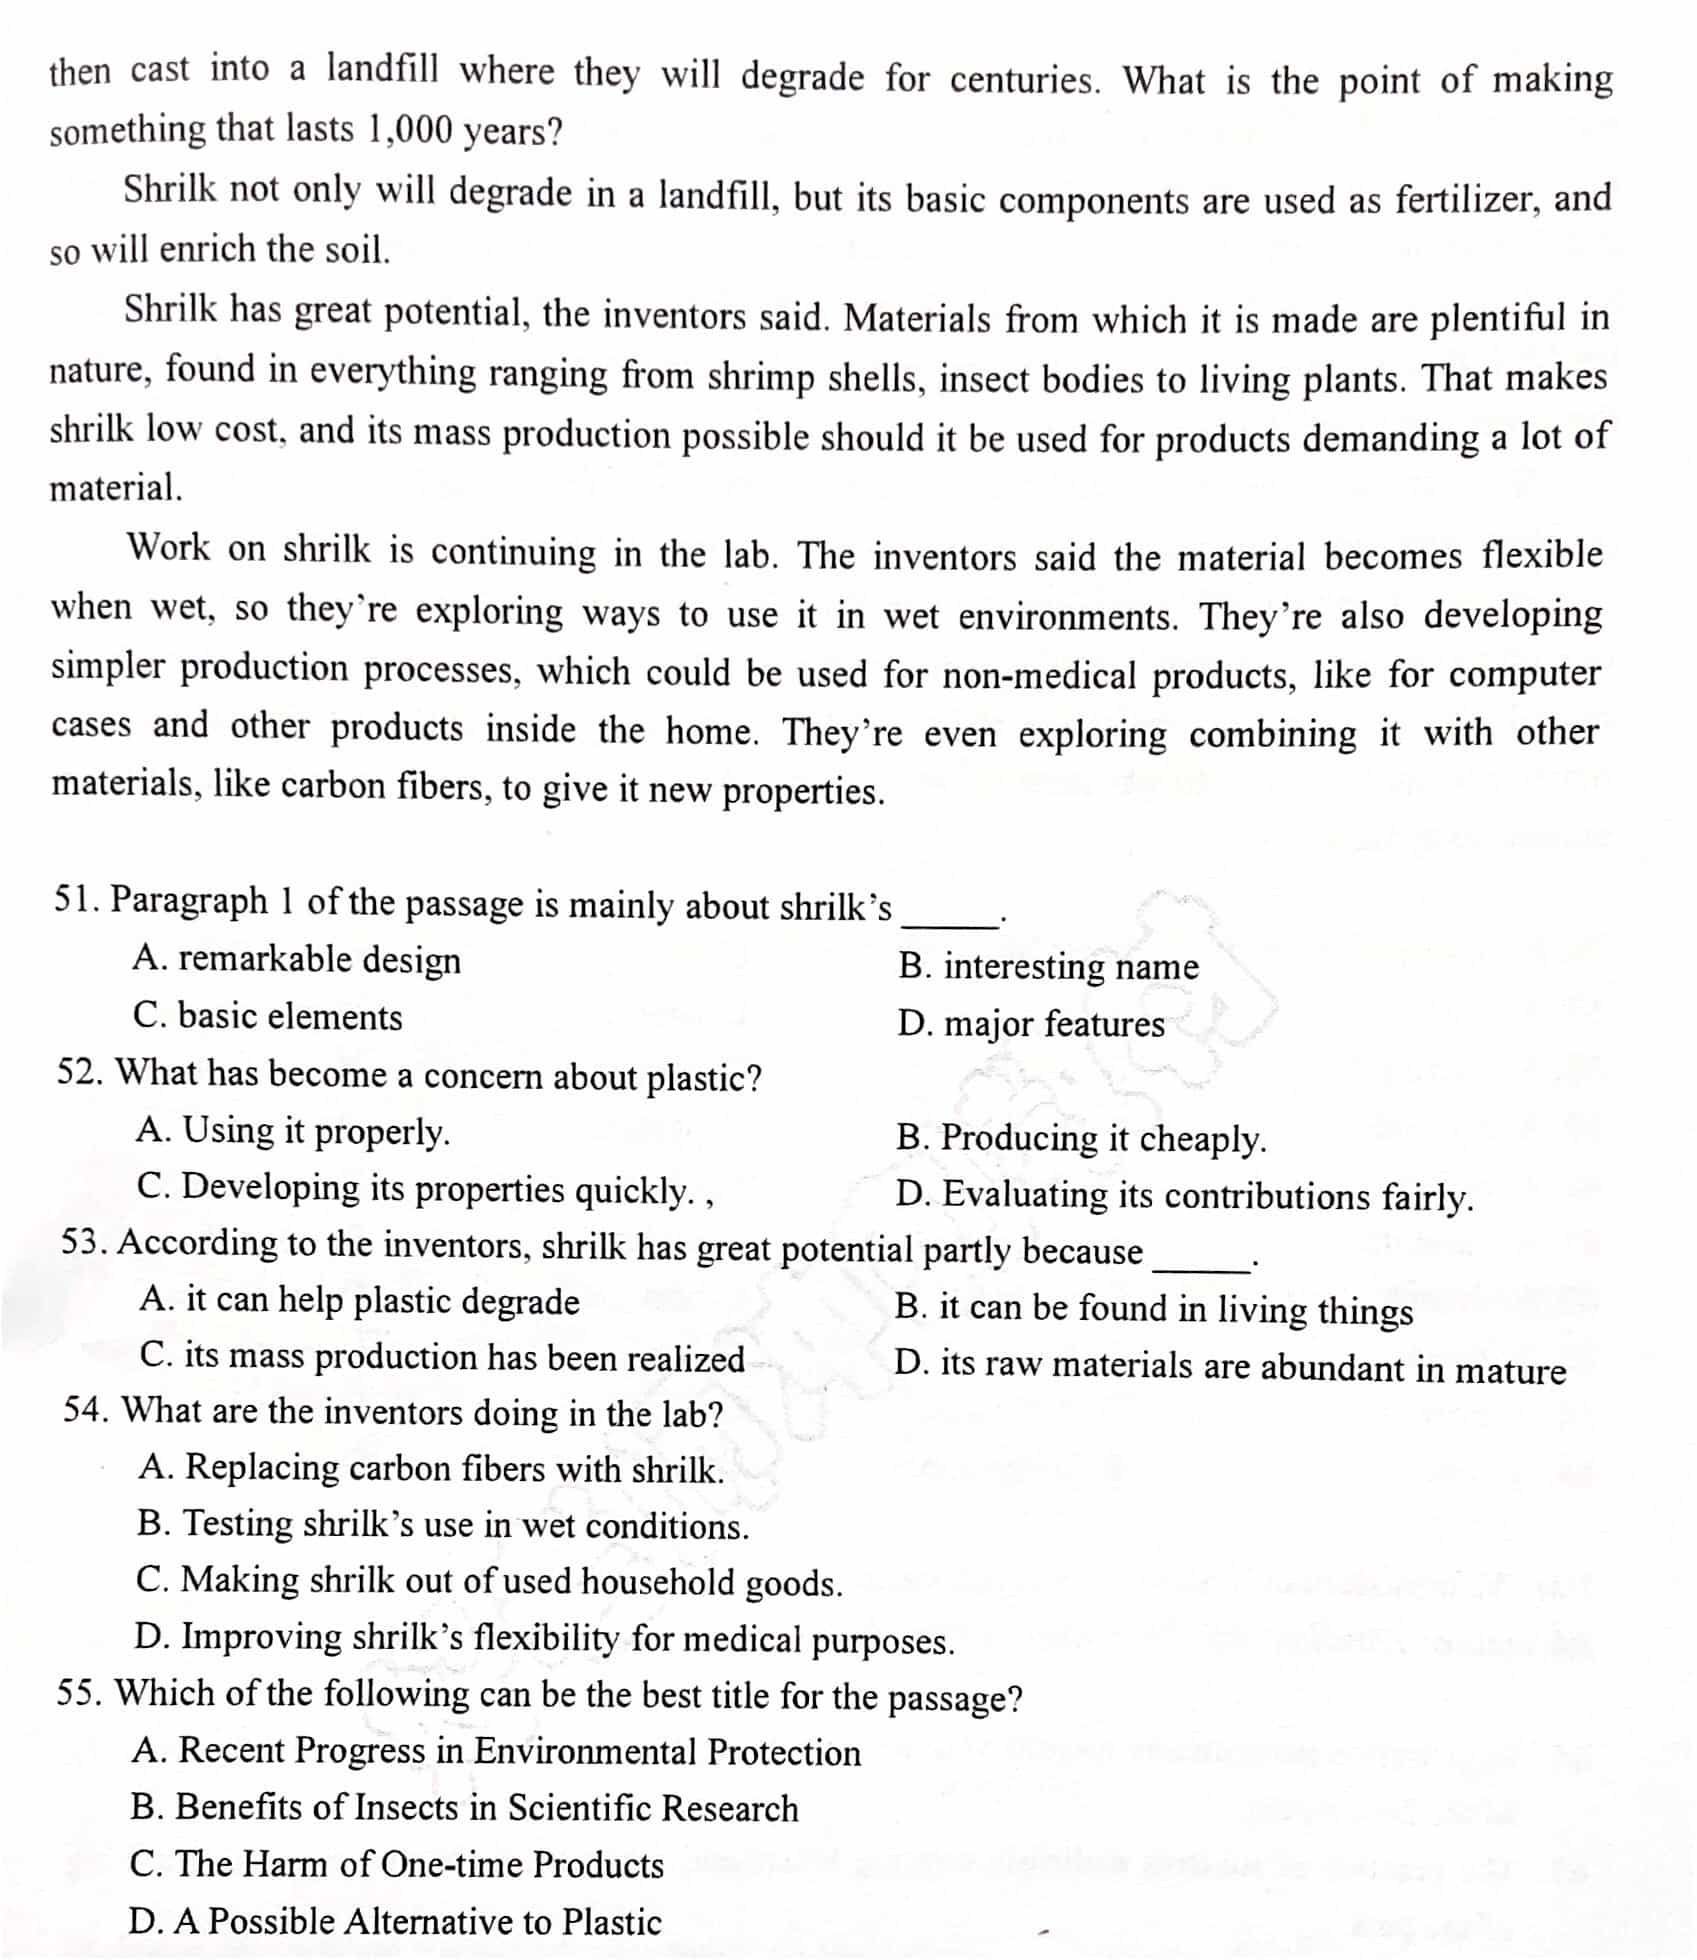 then cast into a landfill where they will degrade for centuries. What is the point of making
something that lasts 1,000 years?
Shrilk not only will degrade in a landfill, but its basic components are used as fertilizer, and
so will enrich the soil.
Shrilk has great potential, the inventors said. Materials from which it is made are plentiful in
nature, found in everything ranging from shrimp shells, insect bodies to living plants. That makes
shrilk low cost, and its mass production possible should it be used for products demanding a lot of
material.
Work on shrilk is continuing in the lab. The inventors said the material becomes flexible
when wet, so they're exploring ways to use it in wet environments. They're also developing
simpler production processes, which could be used for non-medical products, like for computer
cases and other products inside the home. They're even exploring combining it with other
materials, like carbon fibers, to give it new properties.
51. Paragraph 1 of the passage is mainly about shrilk's _____.
A. remarkable design B. interesting name
C. basic elements D. major features
52. What has become a concern about plastic?
A. Using it properly. B. Producing it cheaply.
C. Developing its properties quickly. , D. Evaluating its contributions fairly.
53. According to the inventors, shrilk has great potential partly because _____.
A. it can help plastic degrade B. it can be found in living things
C. its mass production has been realized D. its raw materials are abundant in mature
54. What are the inventors doing in the lab?
A. Replacing carbon fibers with shrilk.
B. Testing shrilk's use in wet conditions.
C. Making shrilk out of used household goods.
D. Improving shrilk's flexibility for medical purposes.
55. Which of the following can be the best title for the passage?
A. Recent Progress in Environmental Protection
B. Benefits of Insects in Scientific Research
C. The Harm of One-time Products
D. A Possible Alternative to Plastic